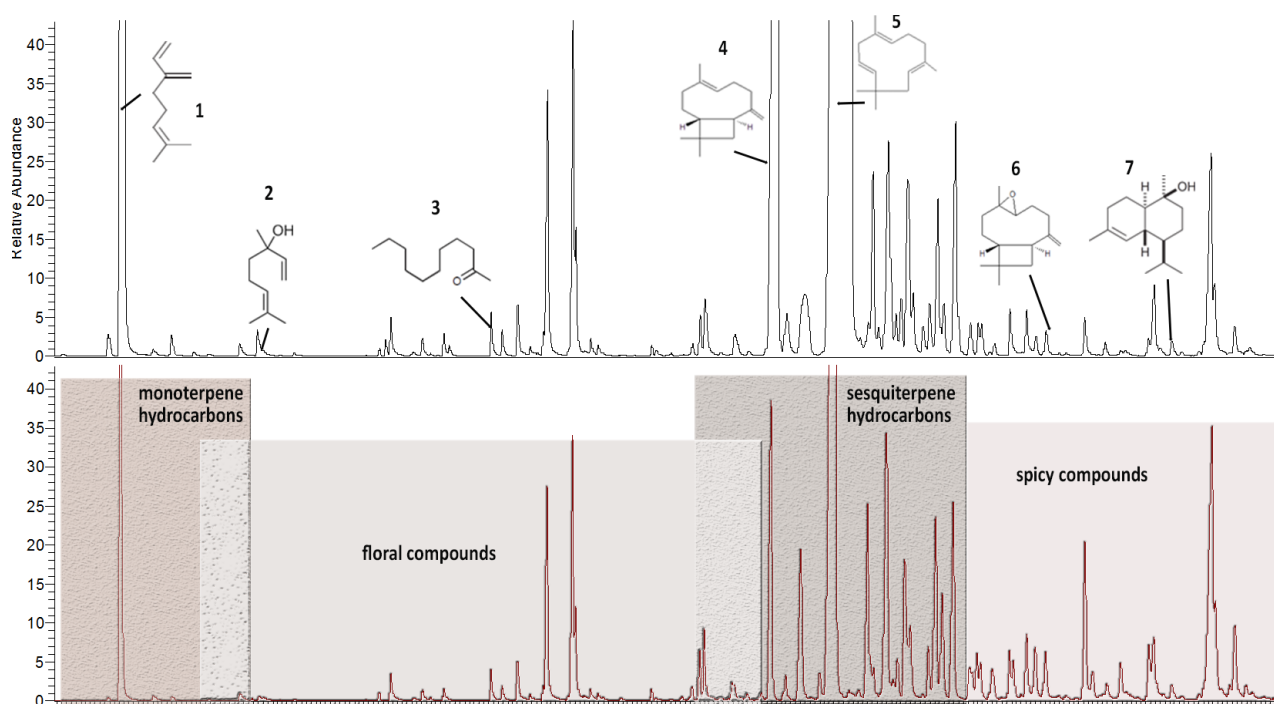 Relative Abundance
40
35
30
25
20
15
10
5
0
1
2
OH
3
O
4
H
H
5
6
O
H
H
7
H
OH
H
40
35
30
25
20
15
10
5
0
monoterpene
hydrocarbons
floral compounds
sesquiterpene
hydrocarbons
spicy compounds